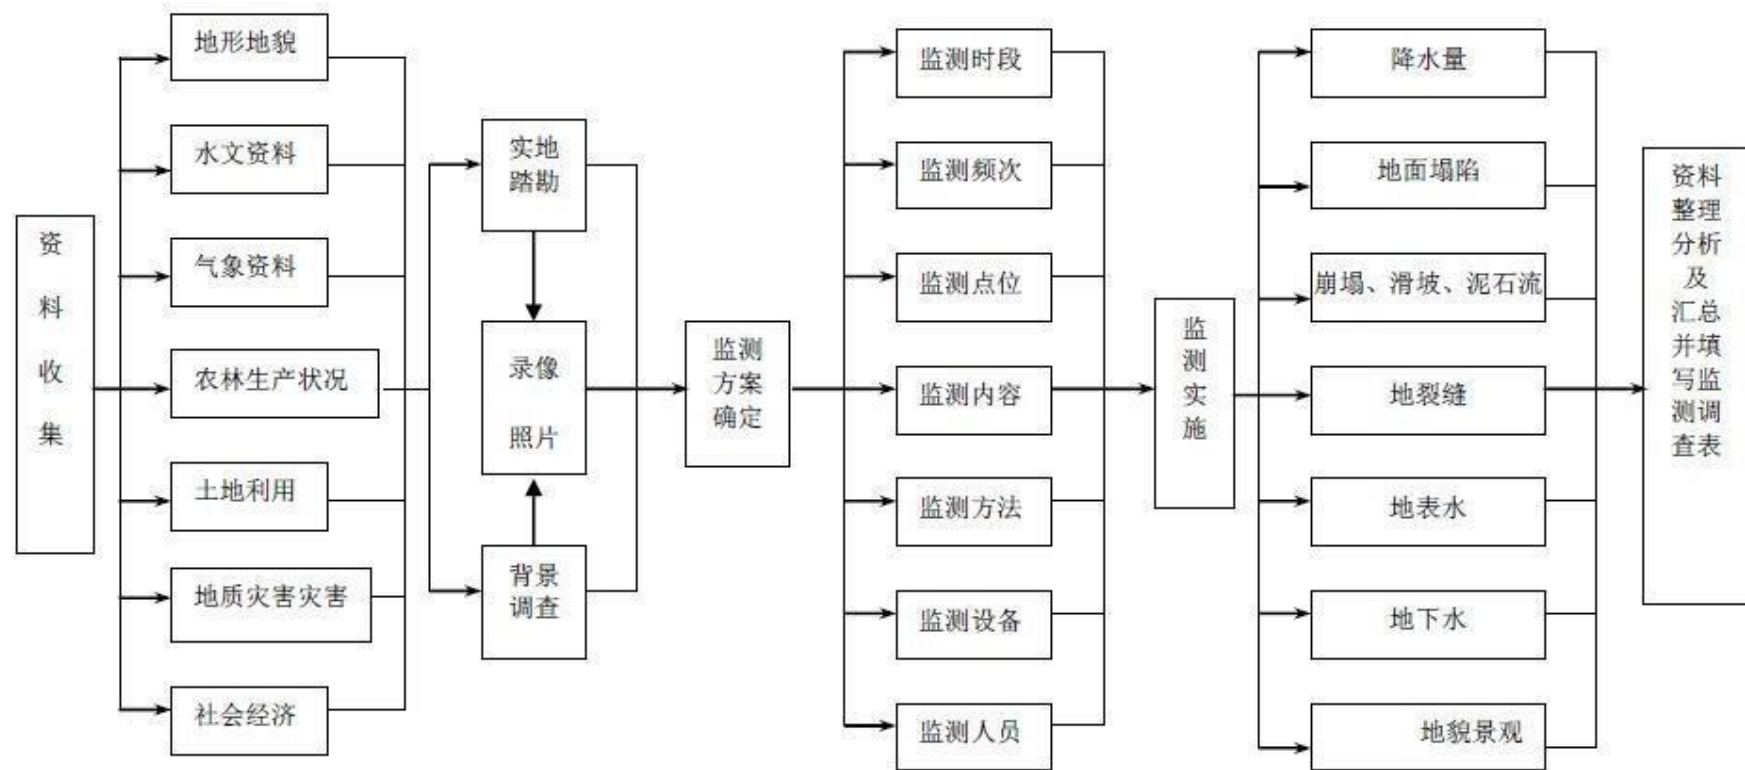 资
料
收
集
地形地貌
水文资料
气象资料
农林生产状况
土地利用
地质灾害灾害
社会经济
实地
踏勘
录像
照片
背景
调查
监测
方案
确定
监测时段
监测频次
监测点位
监测内容
监测方法
监测设备
监测人员
监
测
实
施
降水量
地面塌陷
崩塌、滑坡、泥石流
地裂缝
地表水
地下水
地貌景观
资料
整理
分析
及
汇总
并填
写监
测调
查表